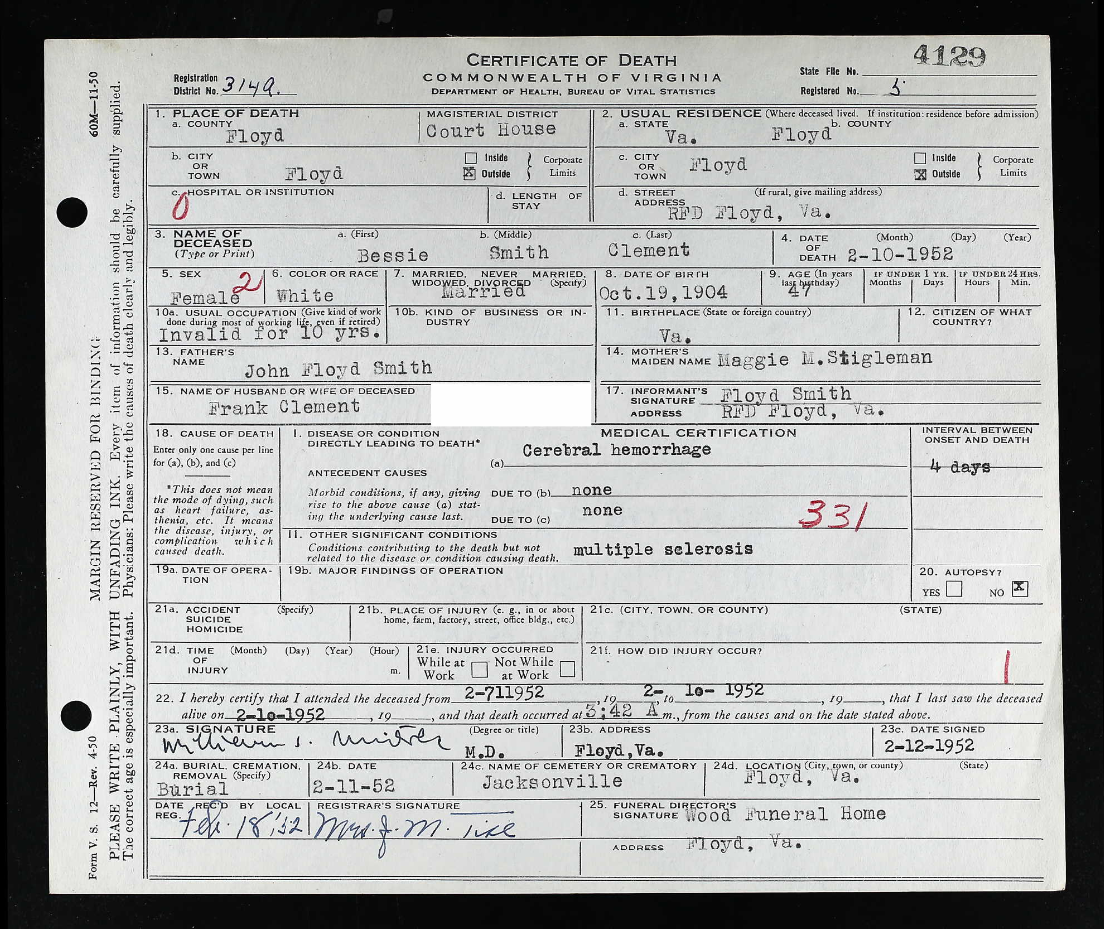 4129
CERTIFICATE OF DEATH
COMMONWEALTH OF VIRGINIA
DEPARTMENT OF HEALTH, BUREAU OF VITAL STATISTICS
Registration District No. 314a.
State File No.
Registered No. 5
1. PLACE OF DEATH
a. COUNTY Floyd
MAGISTERIAL DISTRICT Court House
2. USUAL RESIDENCE (Where deceased lived. If institution: residence before admission)
a. STATE Va. b. COUNTY Floyd
b. CITY OR TOWN Floyd
Inside
☒ Outside Corporate Limits
c. CITY OR TOWN Floyd
Inside
☒ Outside Corporate Limits
c. HOSPITAL OR INSTITUTION
0
d. LENGTH OF STAY
d. STREET ADDRESS (If rural, give mailing address)
RFD Floyd, Va.
3. NAME OF DECEASED (Type or Print)
a. (First) b. (Middle) c. (Last)
Bessie Smith Clement
4. DATE OF DEATH (Month) (Day) (Year)
2-10-1952
5. SEX
Female 2
6. COLOR OR RACE
White
7. MARRIED, NEVER MARRIED, WIDOWED, DIVORCED (Specify)
Married
8. DATE OF BIRTH
Oct.19,1904
9. AGE (In years last birthday)
47
IF UNDER 1 YR. Months Days
IF UNDER 24 HRS. Hours Min.
10a. USUAL OCCUPATION (Give kind of work done during most of working life, even if retired)
Invalid for 10 yrs.
10b. KIND OF BUSINESS OR INDUSTRY
11. BIRTHPLACE (State or foreign country)
Va.
12. CITIZEN OF WHAT COUNTRY?
13. FATHER'S NAME
John Floyd Smith
14. MOTHER'S MAIDEN NAME Maggie M.Stigleman
15. NAME OF HUSBAND OR WIFE OF DECEASED
Frank Clement
17. INFORMANT'S SIGNATURE Floyd Smith
ADDRESS RFD Floyd, Va.
18. CAUSE OF DEATH
Enter only one cause per line for (a), (b), and (c)
*This does not mean the mode of dying, such as heart failure, asthenia, etc. It means the disease, injury, or complication which caused death.
MEDICAL CERTIFICATION
INTERVAL BETWEEN ONSET AND DEATH
I. DISEASE OR CONDITION DIRECTLY LEADING TO DEATH*
(a) Cerebral hemorrhage
4 days
ANTECEDENT CAUSES
Morbid conditions, if any, giving rise to the above cause (a) stating the underlying cause last.
DUE TO (b) none
DUE TO (c) none
331
II. OTHER SIGNIFICANT CONDITIONS
Conditions contributing to the death but not related to the disease or condition causing death.
multiple sclerosis
19a. DATE OF OPERATION
19b. MAJOR FINDINGS OF OPERATION
20. AUTOPSY?
YES NO ☒
21a. ACCIDENT SUICIDE HOMICIDE (Specify)
21b. PLACE OF INJURY (e. g., in or about home, farm, factory, street, office bldg., etc.)
21c. (CITY, TOWN, OR COUNTY) (STATE)
21d. TIME OF INJURY (Month) (Day) (Year) (Hour) m.
21e. INJURY OCCURRED
While at Work Not While at Work
21f. HOW DID INJURY OCCUR?
22. I hereby certify that I attended the deceased from 2-711952, 19, to 2- 10- 1952, 19, that I last saw the deceased
alive on 2-10-1952, 19, and that death occurred at 3:42 A m., from the causes and on the date stated above.
23a. SIGNATURE (Degree or title)
M.D.
23b. ADDRESS
Floyd,Va.
23c. DATE SIGNED
2-12-1952
24a. BURIAL, CREMATION, REMOVAL (Specify)
Burial
24b. DATE
2-11-52
24c. NAME OF CEMETERY OR CREMATORY
Jacksonville
24d. LOCATION (City, town, or county) (State)
Floyd, Va.
DATE REC'D BY LOCAL REG.
Feb. 18, '52
REGISTRAR'S SIGNATURE
Mrs. J. M.
25. FUNERAL DIRECTOR'S SIGNATURE Wood Funeral Home
ADDRESS Floyd, Va.
Form V. S. 12—Rev. 4-50 MARGIN RESERVED FOR BINDING 60M—11-50
PLEASE WRITE PLAINLY, WITH UNFADING INK. Every item of information should be carefully supplied.
The correct age is especially important. Physicians: Please write the causes of death clearly and legibly.